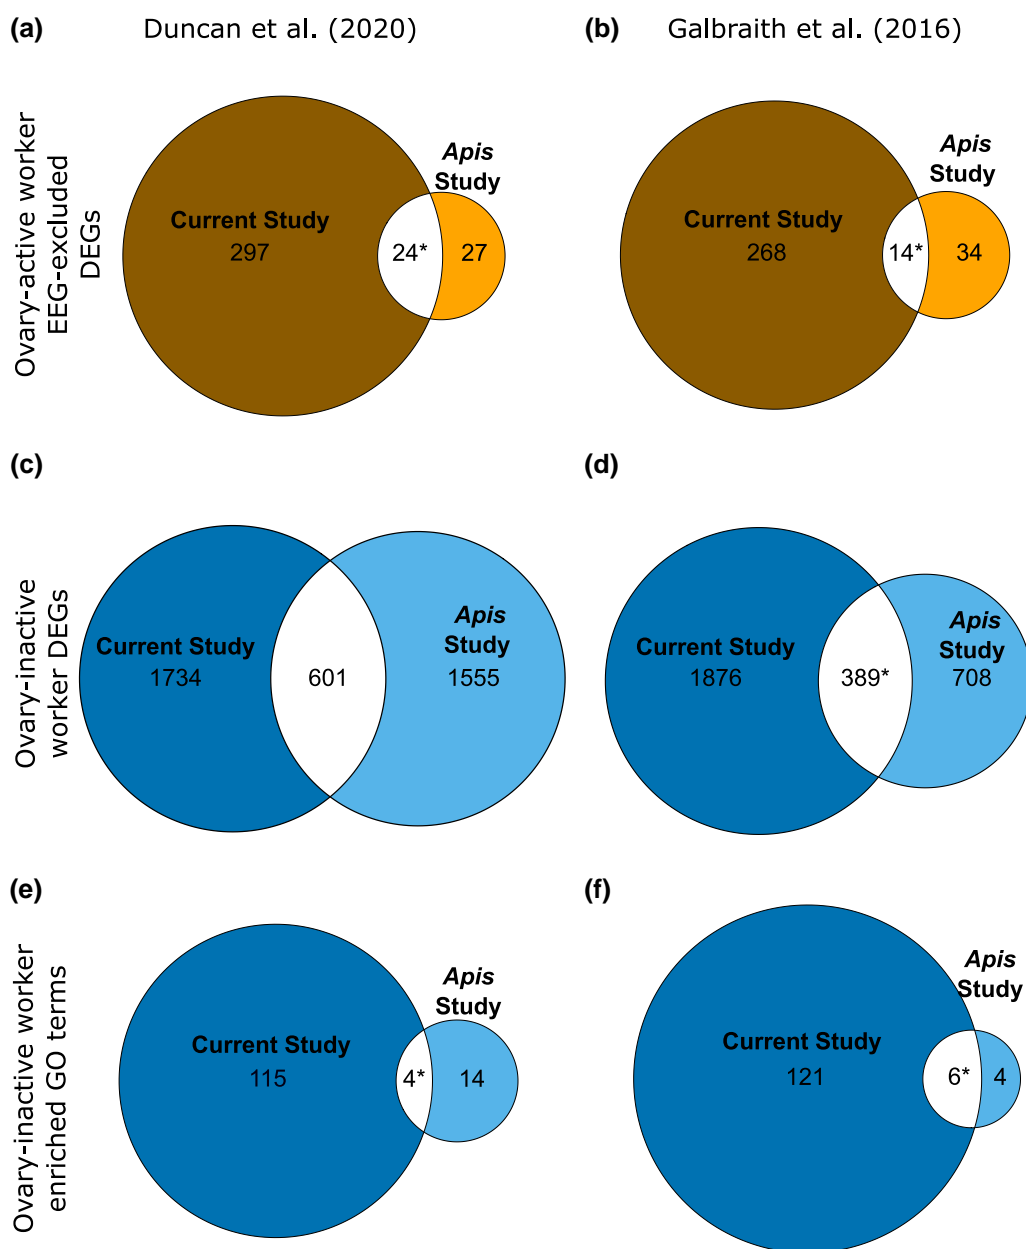 (a)
Duncan et al. (2020)
(b)
Galbraith et al. (2016)
Ovary-active worker
EEG-excluded
DEGs
Current Study
297
24*
27
Apis
Study
Current Study
268
14*
34
Apis
Study
(c)
(d)
Ovary-inactive
worker DEGs
Current Study
1734
601
Apis
Study
1555
Current Study
1876
389*
Apis
Study
708
(e)
(f)
Ovary-inactive worker
enriched GO terms
Current Study
115
4*
14
Apis
Study
Current Study
121
6*
4
Apis
Study